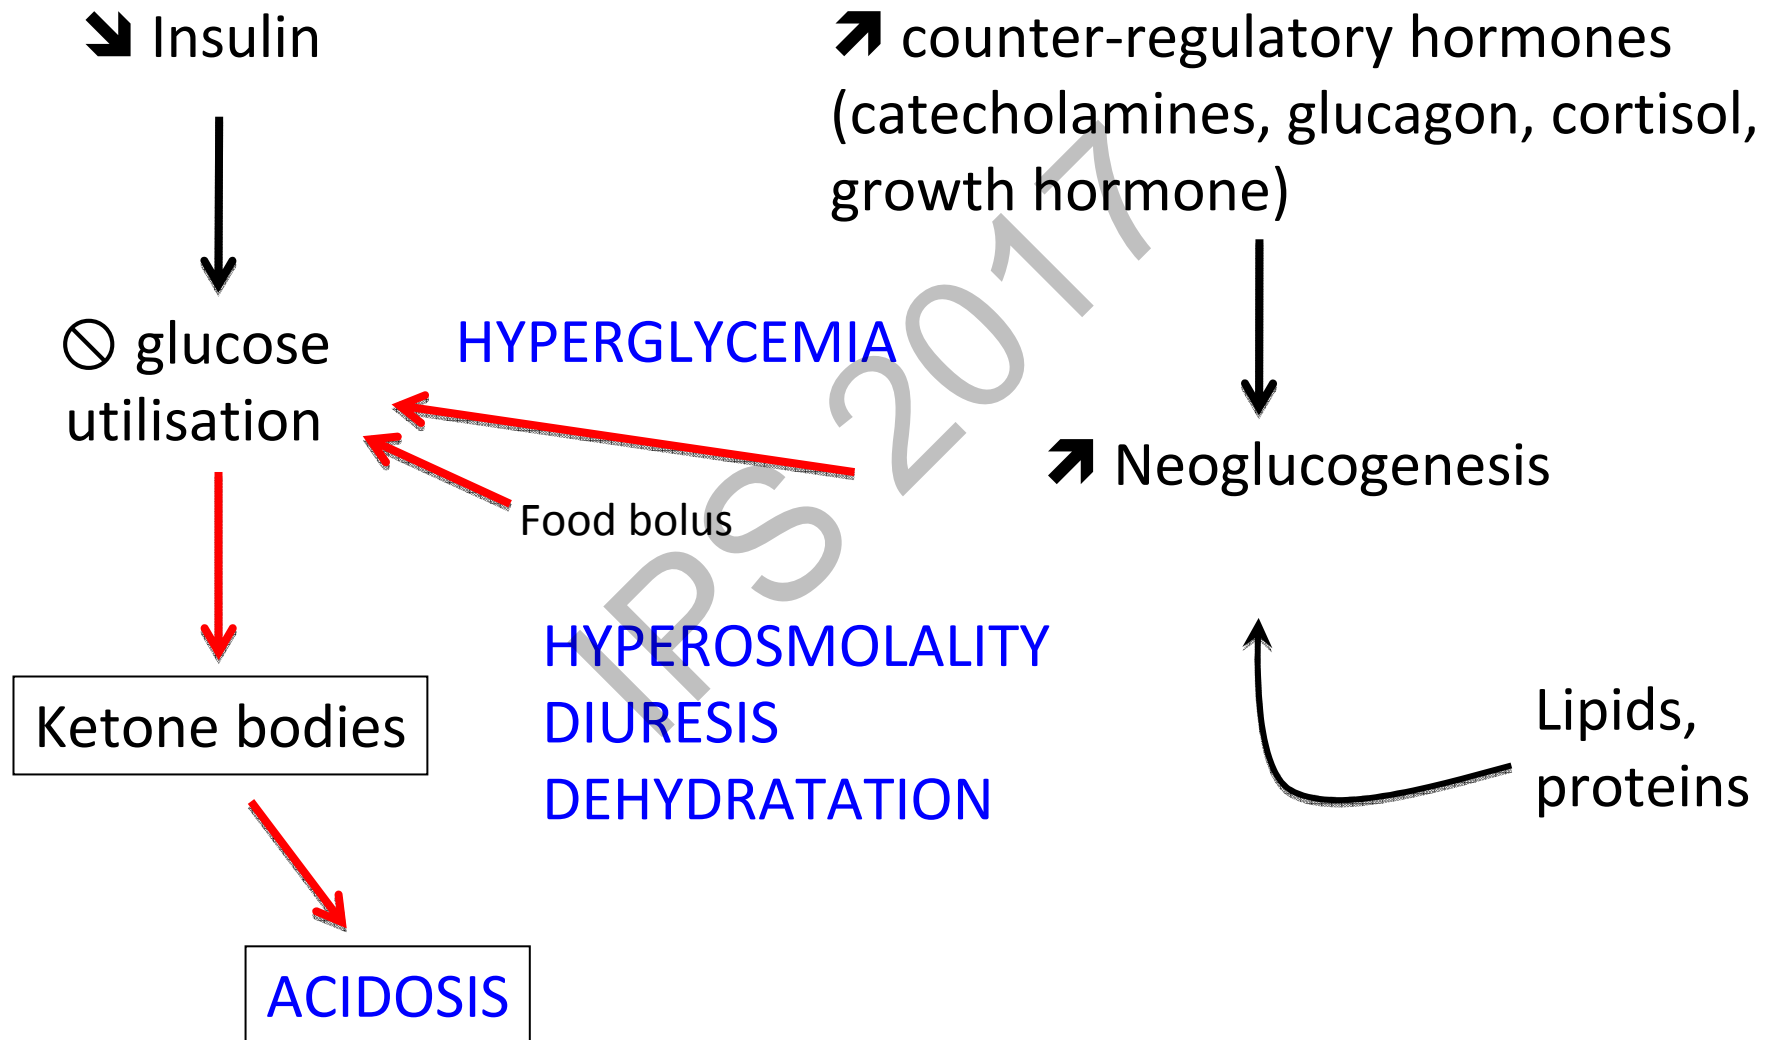 Insulin
counter-regulatory hormones
(catecholamines, glucagon, cortisol,
growth hormone)
glucose
utilisation
HYPERGLYCEMIA
Neoglucogenesis
Food bolus
HYPEROSMOLALITY
DIURESIS
DEHYDRATATION
Ketone bodies
Lipids,
proteins
ACIDOSIS
IPS 2017